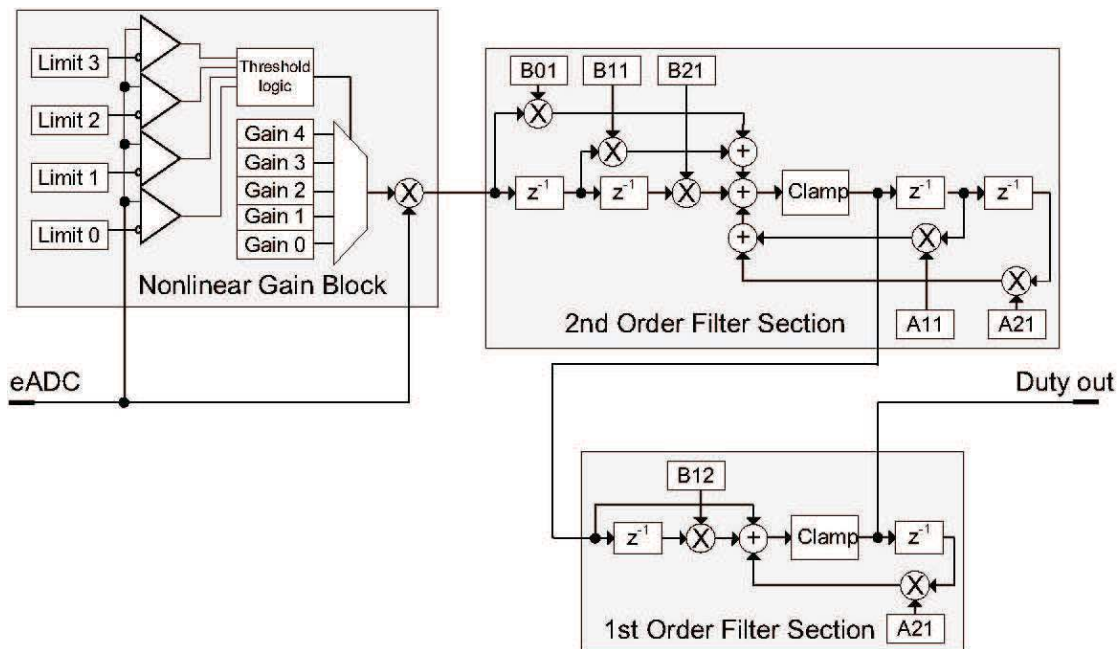 Limit 3
Limit 2
Limit 1
Limit 0
Threshold
logic
Gain 4
Gain 3
Gain 2
Gain 1
Gain 0
X
Nonlinear Gain Block
eADC
B01
B11
B21
X
X
X
+
+
+
z⁻¹
z⁻¹
Clamp
z⁻¹
z⁻¹
X
X
A11
A21
2nd Order Filter Section
Duty out
B12
z⁻¹
X
+
Clamp
z⁻¹
X
A21
1st Order Filter Section